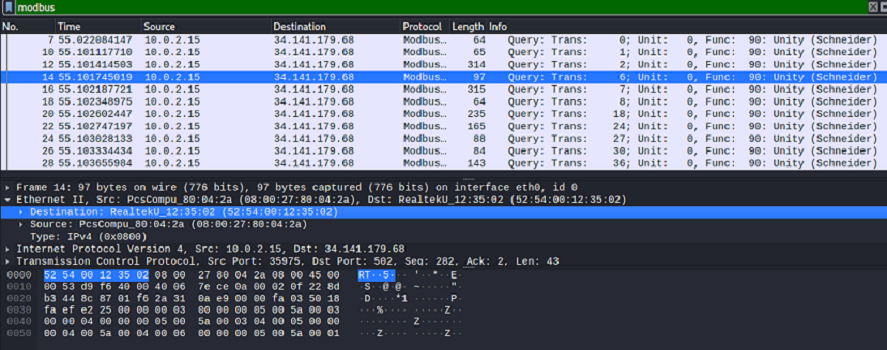 modbus
No. Time Source Destination Protocol Length Info
7 55.022084147 10.0.2.15 34.141.179.68 Modbus… 64 Query: Trans: 0; Unit: 0, Func: 90: Unity (Schneider)
10 55.101117710 10.0.2.15 34.141.179.68 Modbus… 65 Query: Trans: 1; Unit: 0, Func: 90: Unity (Schneider)
12 55.101414503 10.0.2.15 34.141.179.68 Modbus… 314 Query: Trans: 2; Unit: 0, Func: 90: Unity (Schneider)
14 55.101745019 10.0.2.15 34.141.179.68 Modbus… 97 Query: Trans: 6; Unit: 0, Func: 90: Unity (Schneider)
16 55.102187721 10.0.2.15 34.141.179.68 Modbus… 315 Query: Trans: 7; Unit: 0, Func: 90: Unity (Schneider)
18 55.102348975 10.0.2.15 34.141.179.68 Modbus… 64 Query: Trans: 8; Unit: 0, Func: 90: Unity (Schneider)
20 55.102602447 10.0.2.15 34.141.179.68 Modbus… 235 Query: Trans: 18; Unit: 0, Func: 90: Unity (Schneider)
22 55.102747197 10.0.2.15 34.141.179.68 Modbus… 165 Query: Trans: 24; Unit: 0, Func: 90: Unity (Schneider)
24 55.103028133 10.0.2.15 34.141.179.68 Modbus… 88 Query: Trans: 27; Unit: 0, Func: 90: Unity (Schneider)
26 55.103334434 10.0.2.15 34.141.179.68 Modbus… 84 Query: Trans: 30; Unit: 0, Func: 90: Unity (Schneider)
28 55.103655984 10.0.2.15 34.141.179.68 Modbus… 143 Query: Trans: 36; Unit: 0, Func: 90: Unity (Schneider)
Frame 14: 97 bytes on wire (776 bits), 97 bytes captured (776 bits) on interface eth0, id 0
Ethernet II, Src: PcsCompu_80:04:2a (08:00:27:80:04:2a), Dst: RealtekU_12:35:02 (52:54:00:12:35:02)
Destination: RealtekU_12:35:02 (52:54:00:12:35:02)
Source: PcsCompu_80:04:2a (08:00:27:80:04:2a)
Type: IPv4 (0x0800)
Internet Protocol Version 4, Src: 10.0.2.15, Dst: 34.141.179.68
Transmission Control Protocol, Src Port: 35975, Dst Port: 502, Seq: 282, Ack: 2, Len: 43
0000 52 54 00 12 35 02 08 00 27 80 04 2a 08 00 45 00 RT··5···'··*··E·
0010 00 53 d9 f6 40 00 40 06 7e ce 0a 00 02 0f 22 8d ·S··@·@·~·····"·
0020 b3 44 8c 87 01 f6 2a 31 0a e9 00 00 fa 03 50 18 ·D····*1······P·
0030 fa ef e2 25 00 00 00 03 00 00 00 05 00 5a 00 03 ···%·········Z··
0040 00 00 04 00 00 00 05 00 5a 00 03 04 00 05 00 00 ········Z·······
0050 00 04 00 5a 00 04 00 06 00 00 00 05 00 5a 00 01 ···Z·········Z··